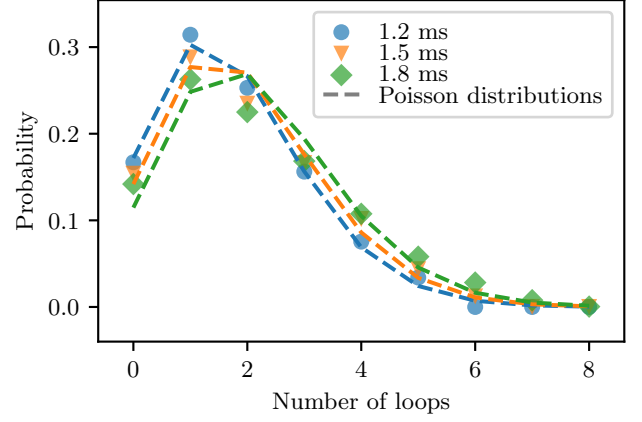 1.2 ms
1.5 ms
1.8 ms
Poisson distributions
Probability
0.3
0.2
0.1
0.0
0 2 4 6 8
Number of loops